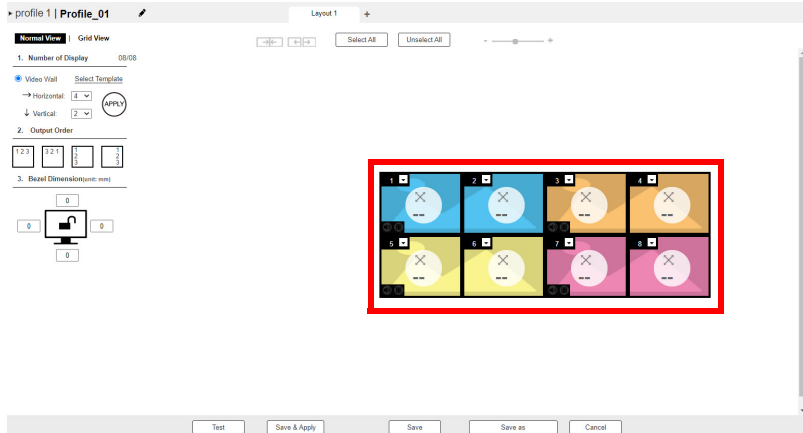 profile 1 | Profile_01
Layout 1 +
Normal View | Grid View
Select All Unselect All - +
1. Number of Display 08/08
Video Wall Select Template
Horizontal: 4
APPLY
Vertical: 2
2. Output Order
1 2 3 3 2 1 1 2 3 1 2 3
3. Bezel Dimension(unit: mm)
0
0 0
0
1 2 3 4
-- -- -- --
5 6 7 8
-- -- -- --
Test Save & Apply Save Save as Cancel